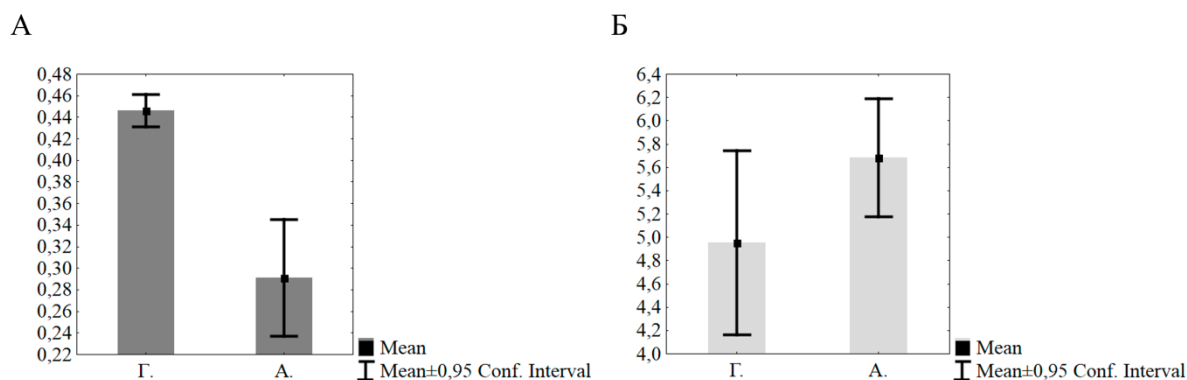 А
0,48
0,46
0,44
0,42
0,40
0,38
0,36
0,34
0,32
0,30
0,28
0,26
0,24
0,22
Г.
А.
Mean
Mean±0,95 Conf. Interval
Б
6,4
6,2
6,0
5,8
5,6
5,4
5,2
5,0
4,8
4,6
4,4
4,2
4,0
Г.
А.
Mean
Mean±0,95 Conf. Interval